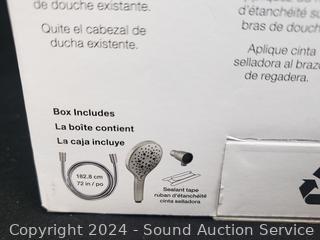 de douche existante.
Quite el cabezal de
ducha existente.
d'étanchéité su
bras de douch
Aplique cinta
selladora al brazo
de regadera.
Box Includes
La boîte contient
La caja incluye
182.8 cm
72 in / po
Sealant tape
ruban d'étanchéité
cinta selladora
Copyright 2024 - Sound Auction Service